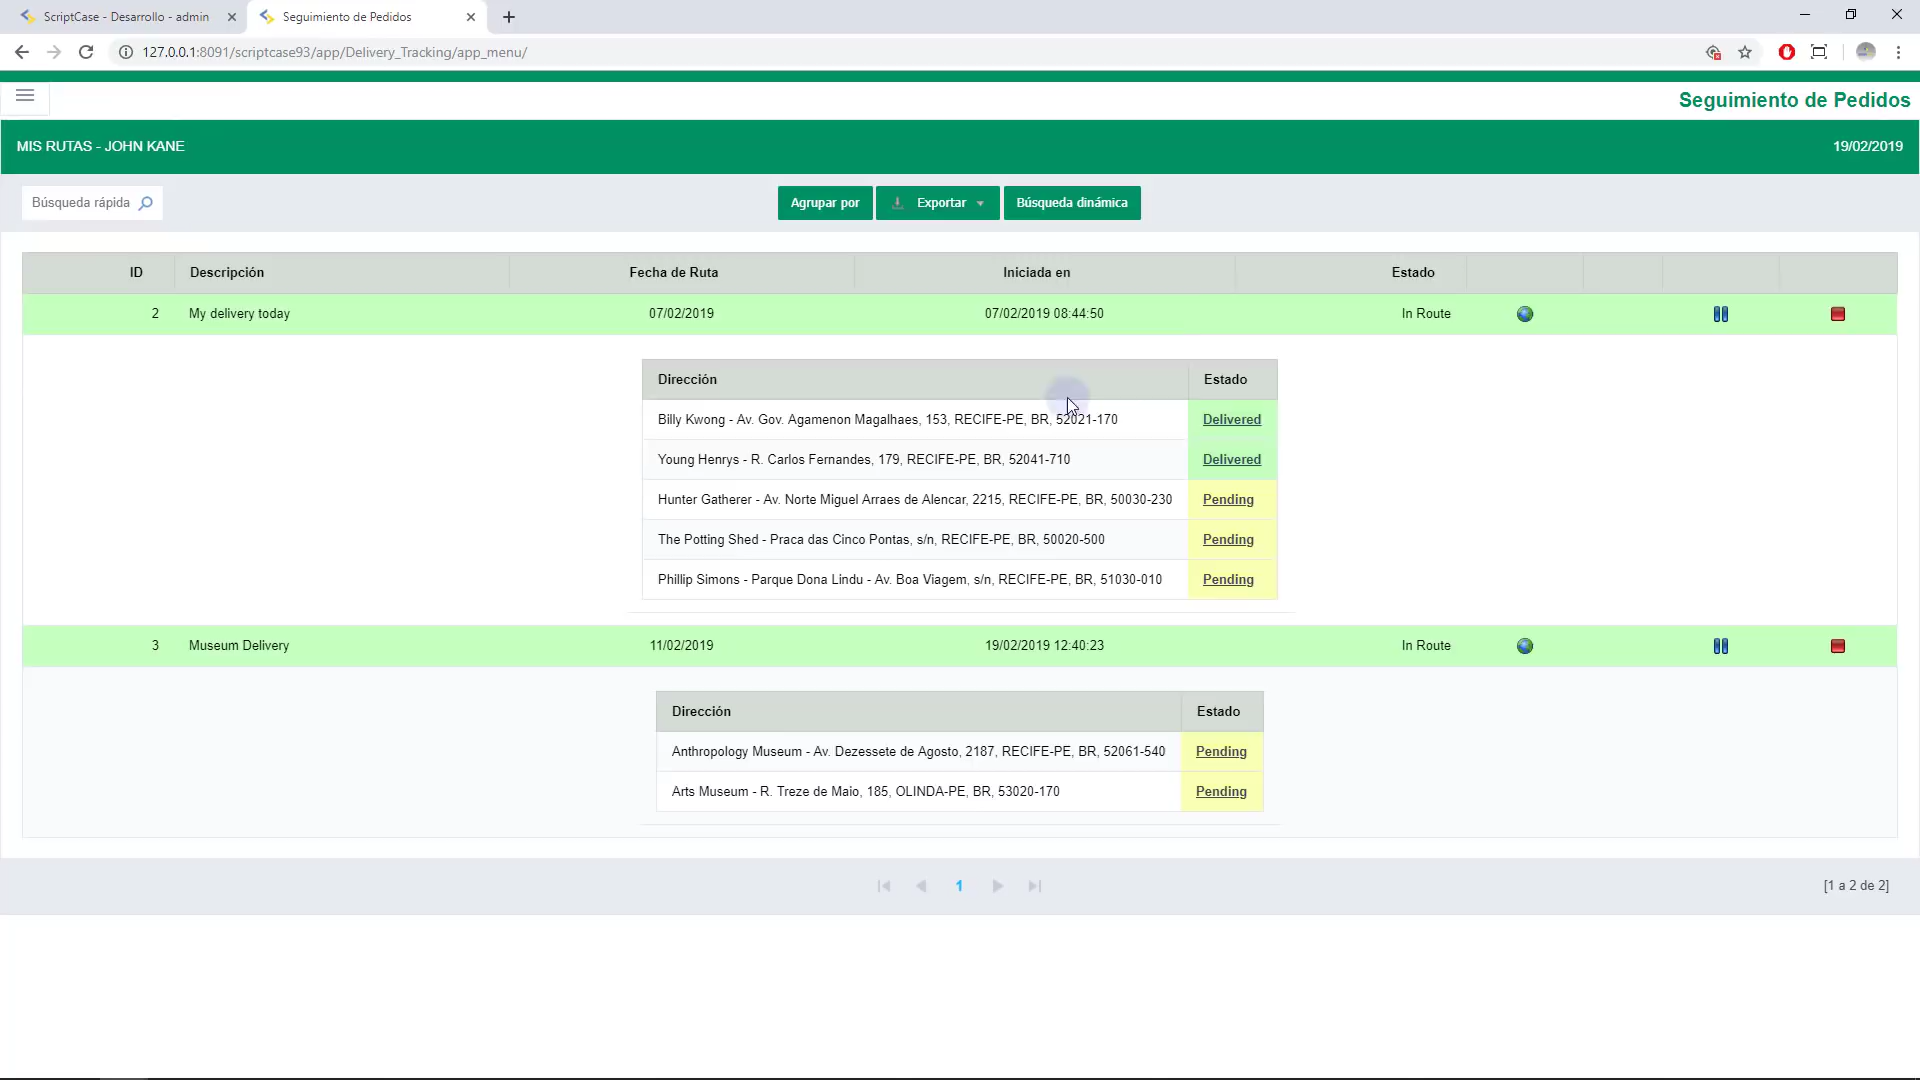 ScriptCase - Desarrollo - admin
Seguimiento de Pedidos
127.0.0.1:8091/scriptcase93/app/Delivery_Tracking/app_menu/
Seguimiento de Pedidos
MIS RUTAS - JOHN KANE 19/02/2019
Búsqueda rápida Agrupar por Exportar Búsqueda dinámica
ID Descripción Fecha de Ruta Iniciada en Estado
2 My delivery today 07/02/2019 07/02/2019 08:44:50 In Route
Dirección Estado
Billy Kwong - Av. Gov. Agamenon Magalhaes, 153, RECIFE-PE, BR, 52021-170 Delivered
Young Henrys - R. Carlos Fernandes, 179, RECIFE-PE, BR, 52041-710 Delivered
Hunter Gatherer - Av. Norte Miguel Arraes de Alencar, 2215, RECIFE-PE, BR, 50030-230 Pending
The Potting Shed - Praca das Cinco Pontas, s/n, RECIFE-PE, BR, 50020-500 Pending
Phillip Simons - Parque Dona Lindu - Av. Boa Viagem, s/n, RECIFE-PE, BR, 51030-010 Pending
3 Museum Delivery 11/02/2019 19/02/2019 12:40:23 In Route
Dirección Estado
Anthropology Museum - Av. Dezessete de Agosto, 2187, RECIFE-PE, BR, 52061-540 Pending
Arts Museum - R. Treze de Maio, 185, OLINDA-PE, BR, 53020-170 Pending
1 [1 a 2 de 2]